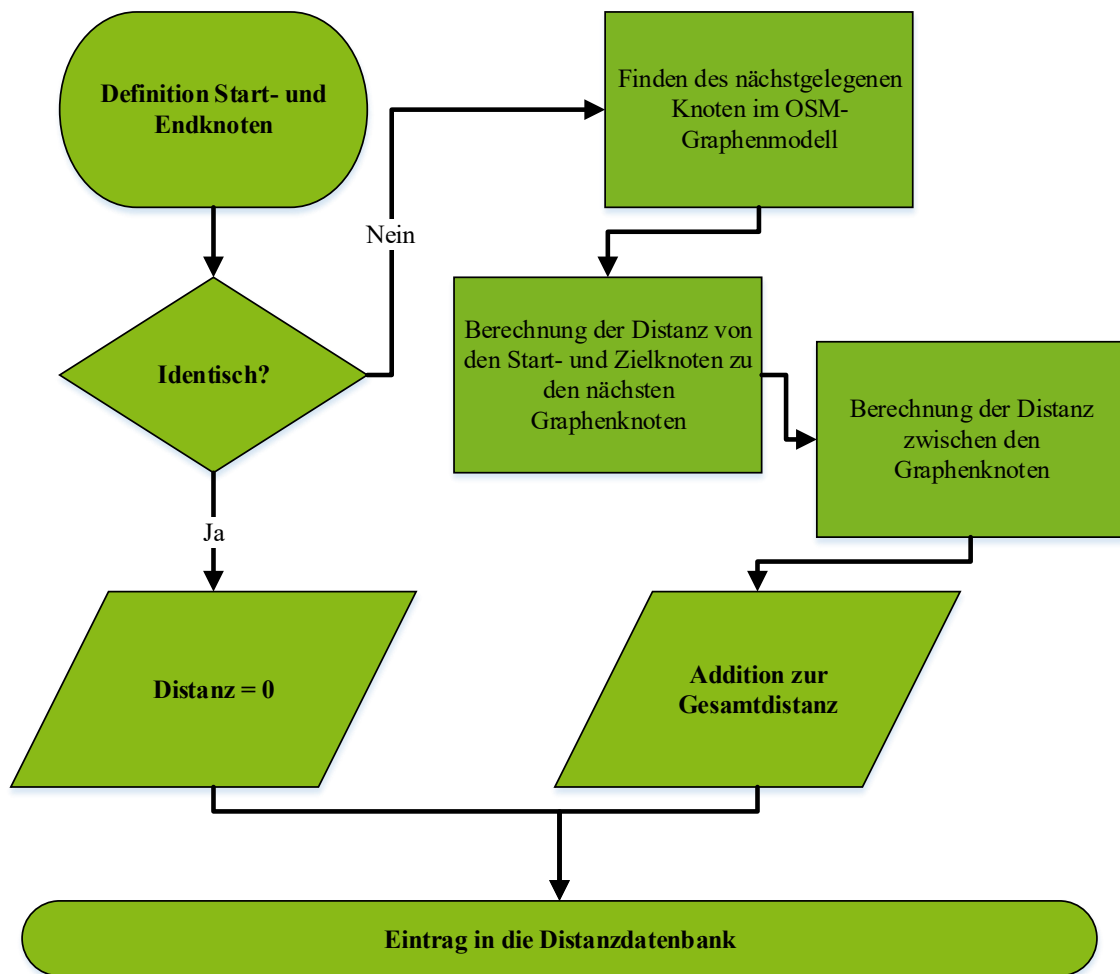 Definition Start- und
Endknoten
Finden des nächstgelegenen
Knoten im OSM-
Graphenmodell
Nein
Berechnung der Distanz von
den Start- und Zielknoten zu
den nächsten
Graphenknoten
Identisch?
Berechnung der Distanz
zwischen den
Graphenknoten
Ja
Distanz = 0
Addition zur
Gesamtdistanz
Eintrag in die Distanzdatenbank